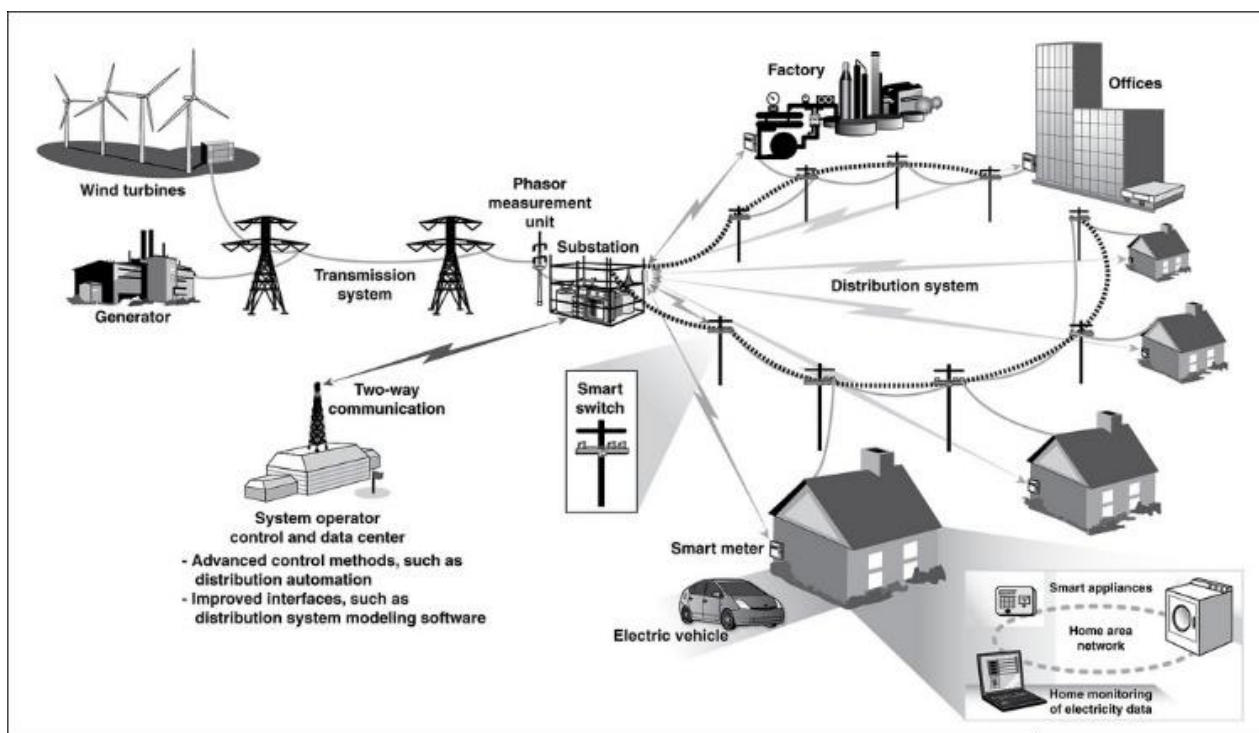 Factory
Offices
Wind turbines
Phasor
measurement
unit
Substation
Transmission
system
Distribution system
Generator
Two-way
communication
Smart
switch
System operator
control and data center
- Advanced control methods, such as
distribution automation
- Improved interfaces, such as
distribution system modeling software
Smart meter
Electric vehicle
Smart appliances
Home area
network
Home monitoring
of electricity data